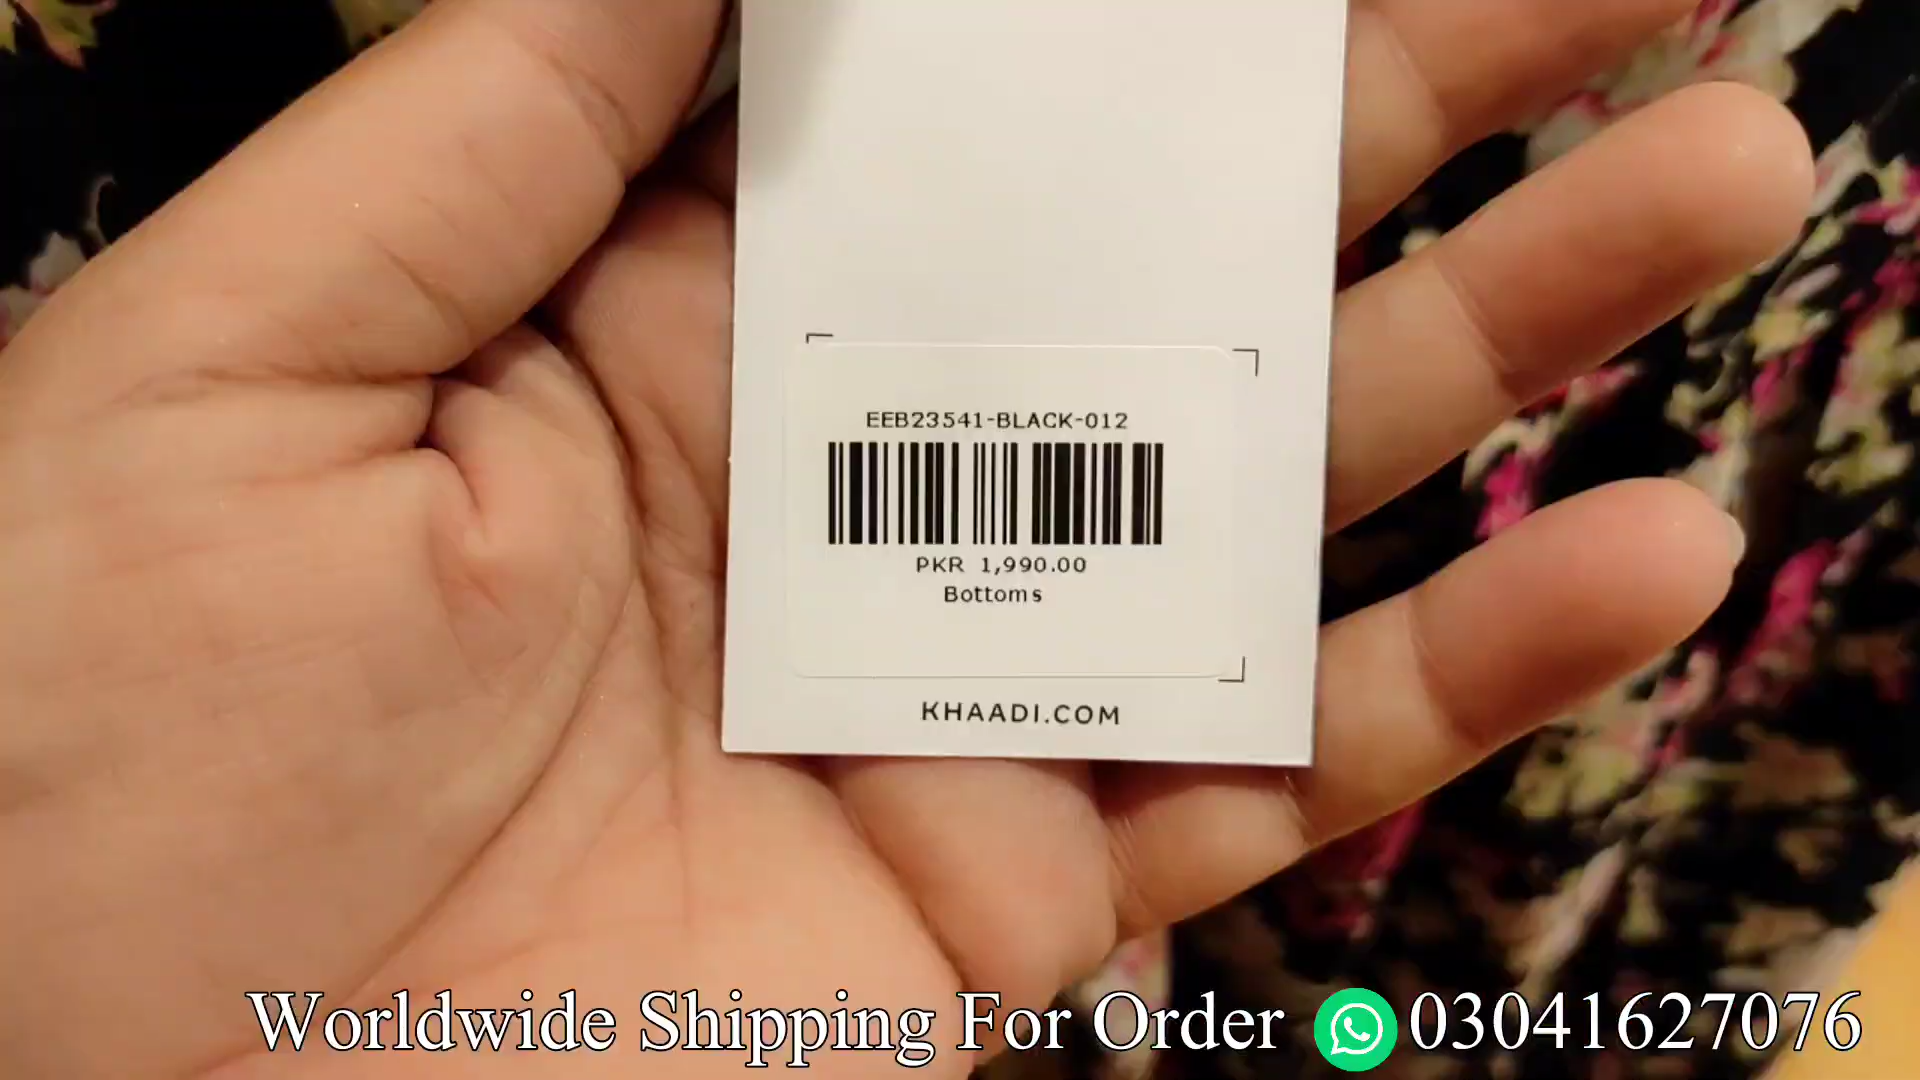 EEB23541-BLACK-012
PKR 1,990.00
Bottoms
KHAADI.COM
Worldwide Shipping For Order 03041627076